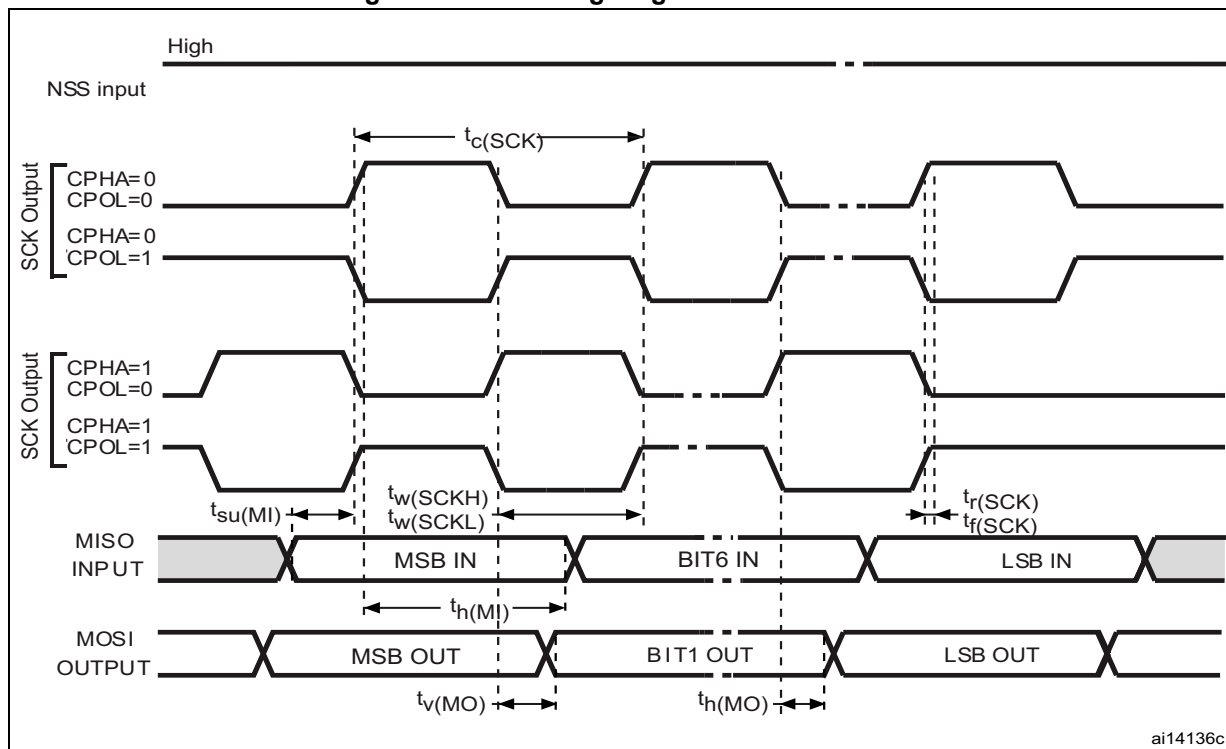 High
NSS input
tc(SCK)
SCK Output
CPHA=0
CPOL=0
CPHA=0
CPOL=1
SCK Output
CPHA=1
CPOL=0
CPHA=1
CPOL=1
tsu(MI)
tw(SCKH)
tw(SCKL)
tr(SCK)
tf(SCK)
MISO
INPUT
MSB IN
BIT6 IN
LSB IN
th(MI)
MOSI
OUTPUT
MSB OUT
BIT1 OUT
LSB OUT
tv(MO)
th(MO)
ai14136c